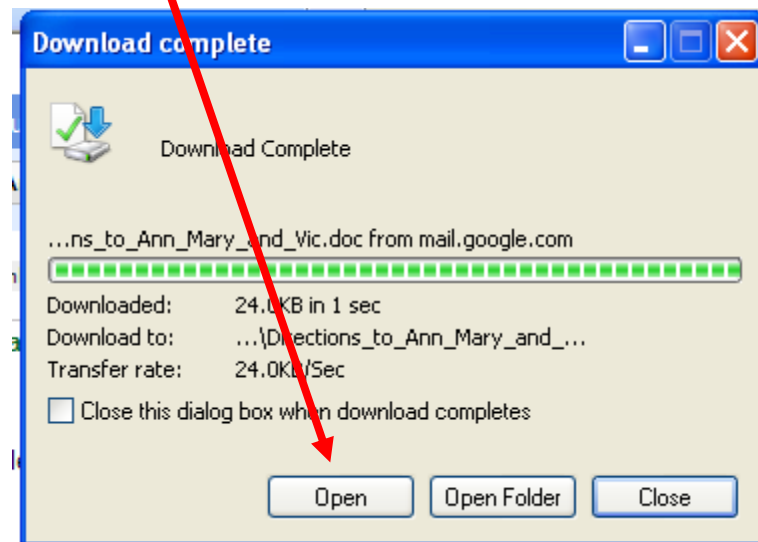 Download complete
Download Complete
...ns_to_Ann_Mary_and_Vic.doc from mail.google.com
Downloaded: 24.0KB in 1 sec
Download to: ...\Directions_to_Ann_Mary_and_...
Transfer rate: 24.0KB/Sec
Close this dialog box when download completes
Open Open Folder Close